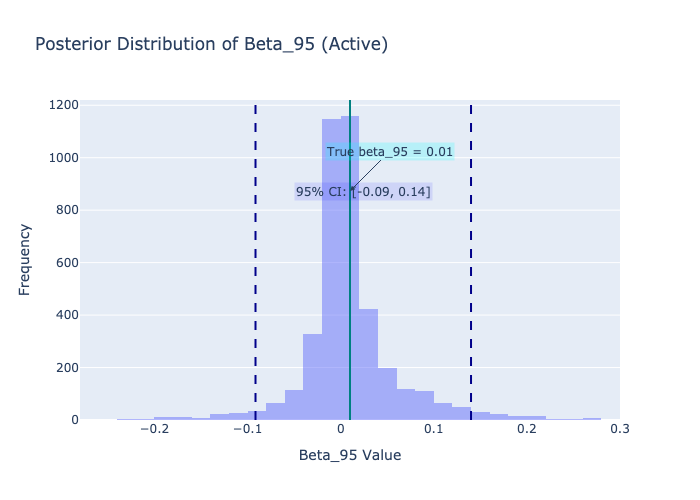 Posterior Distribution of Beta_95 (Active)
1200
1000
800
600
400
200
0
Frequency
True beta_95 = 0.01
95% CI: [-0.09, 0.14]
−0.2
−0.1
0
0.1
0.2
0.3
Beta_95 Value